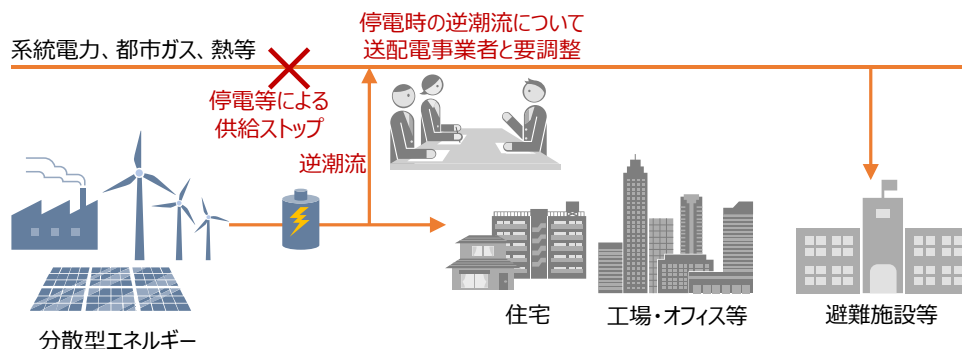 系統電力、都市ガス、熱等
停電時の逆潮流について
送配電事業者と要調整
停電等による
供給ストップ
逆潮流
住宅
工場・オフィス等
避難施設等
分散型エネルギー